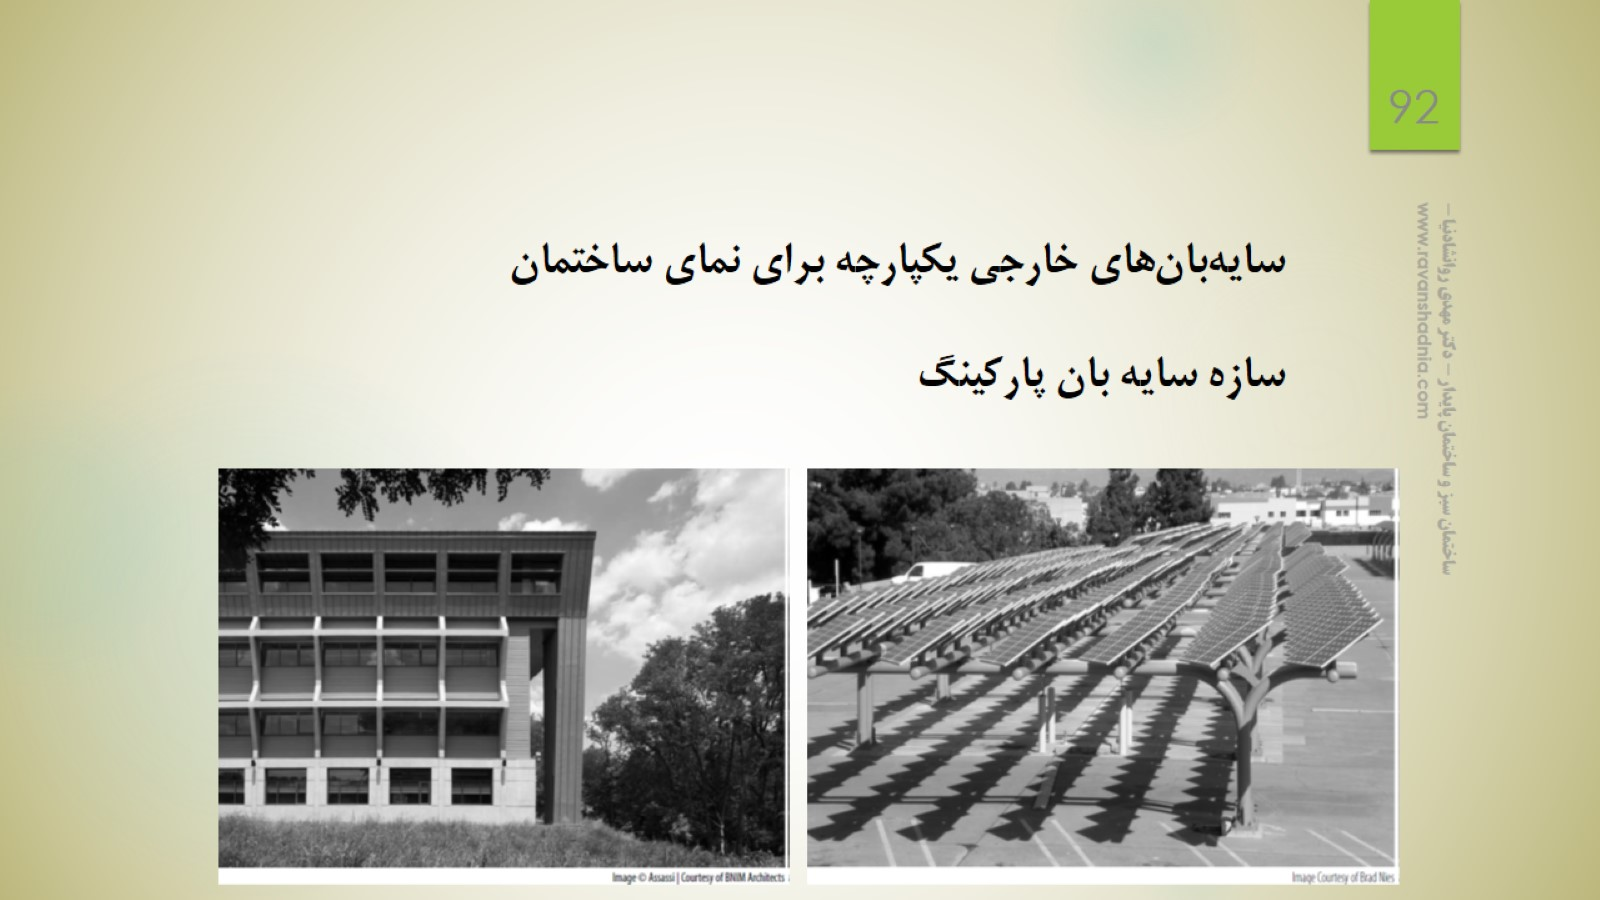 92
سایه‌بان‌های خارجی یکپارچه برای نمای ساختمان
سازه سایه بان پارکینگ
ساختمان سبز و ساختمان پایدار – دکتر مهدی روانشادنیا –
www.ravanshadnia.com
Image © Assassi | Courtesy of BNIM Architects
Image Courtesy of Brad Nies